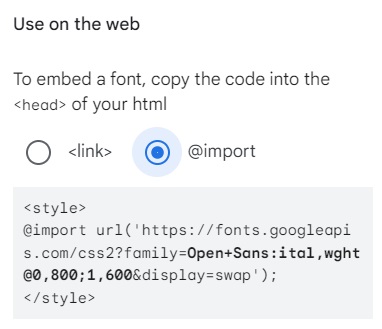 Use on the web
To embed a font, copy the code into the
<head> of your html
<link>
@import
<style>
@import url('https://fonts.googleapi
s.com/css2?family=Open+Sans:ital,wght
@0,800;1,600&display=swap');
</style>